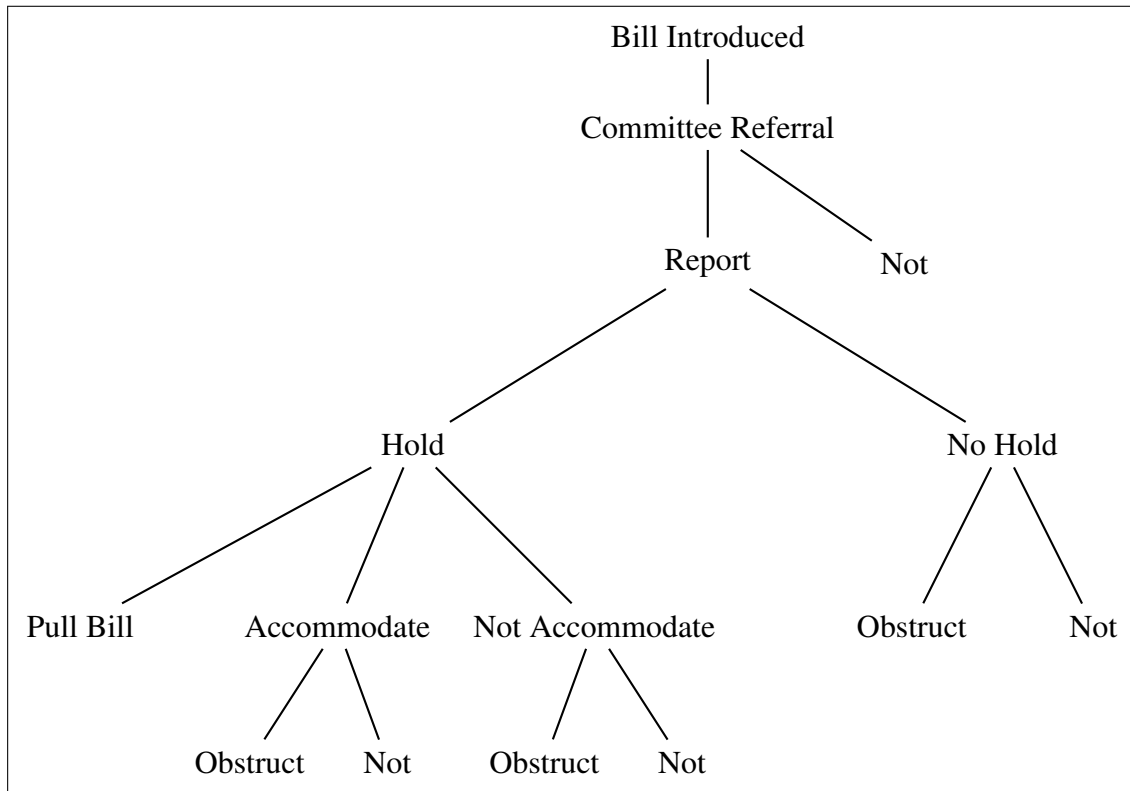 Bill Introduced
Committee Referral
Report
Not
Hold
No Hold
Pull Bill
Accommodate
Not Accommodate
Obstruct
Not
Obstruct
Not
Obstruct
Not